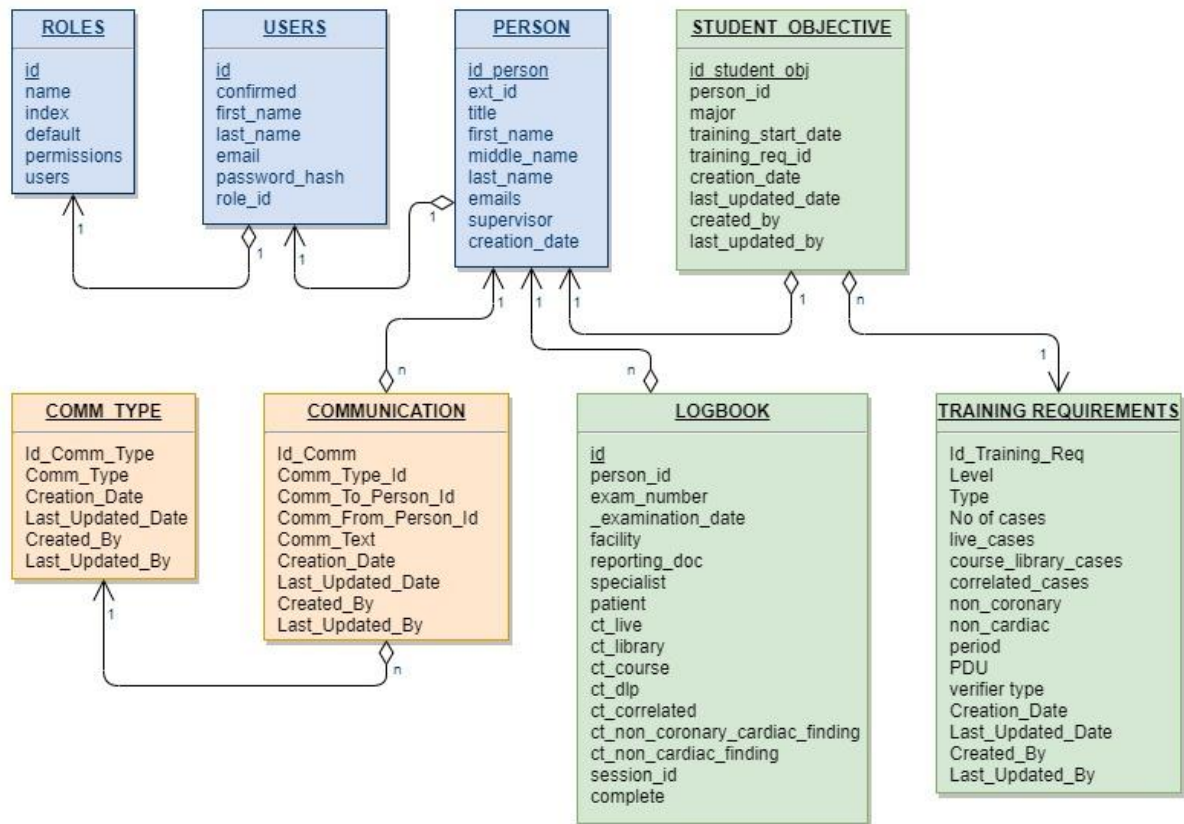 ROLES
id
name
index
default
permissions
users
USERS
id
confirmed
first_name
last_name
email
password_hash
role_id
PERSON
id_person
ext_id
title
first_name
middle_name
last_name
emails
supervisor
creation_date
STUDENT_OBJECTIVE
id_student_obj
person_id
major
training_start_date
training_req_id
creation_date
last_updated_date
created_by
last_updated_by
1
1
1
1
1
1
1
1
n
n
n
1
COMM_TYPE
Id_Comm_Type
Comm_Type
Creation_Date
Last_Updated_Date
Created_By
Last_Updated_By
COMMUNICATION
Id_Comm
Comm_Type_Id
Comm_To_Person_Id
Comm_From_Person_Id
Comm_Text
Creation_Date
Last_Updated_Date
Created_By
Last_Updated_By
1
n
LOGBOOK
id
person_id
exam_number
_examination_date
facility
reporting_doc
specialist
patient
ct_live
ct_library
ct_course
ct_dlp
ct_correlated
ct_non_coronary_cardiac_finding
ct_non_cardiac_finding
session_id
complete
TRAINING REQUIREMENTS
Id_Training_Req
Level
Type
No of cases
live_cases
course_library_cases
correlated_cases
non_coronary
non_cardiac
period
PDU
verifier type
Creation_Date
Last_Updated_Date
Created_By
Last_Updated_By